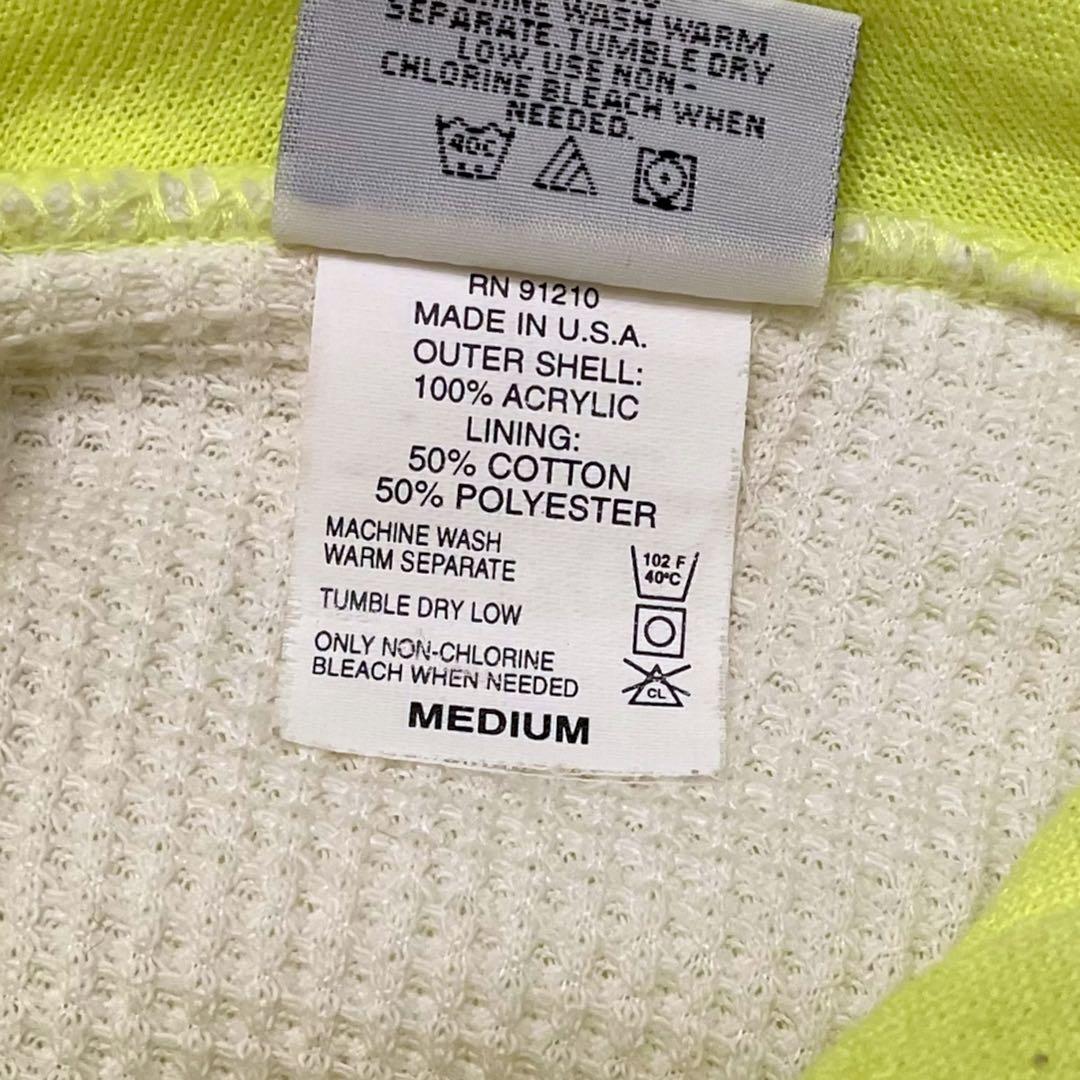 WASH WARM
SEPARATE. TUMBLE DRY
LOW. USE NON-
CHLORINE BLEACH WHEN
NEEDED.
40C
RN 91210
MADE IN U.S.A.
OUTER SHELL:
100% ACRYLIC
LINING:
50% COTTON
50% POLYESTER
MACHINE WASH
WARM SEPARATE
102 F
40°C
TUMBLE DRY LOW
ONLY NON-CHLORINE
BLEACH WHEN NEEDED
CL
MEDIUM